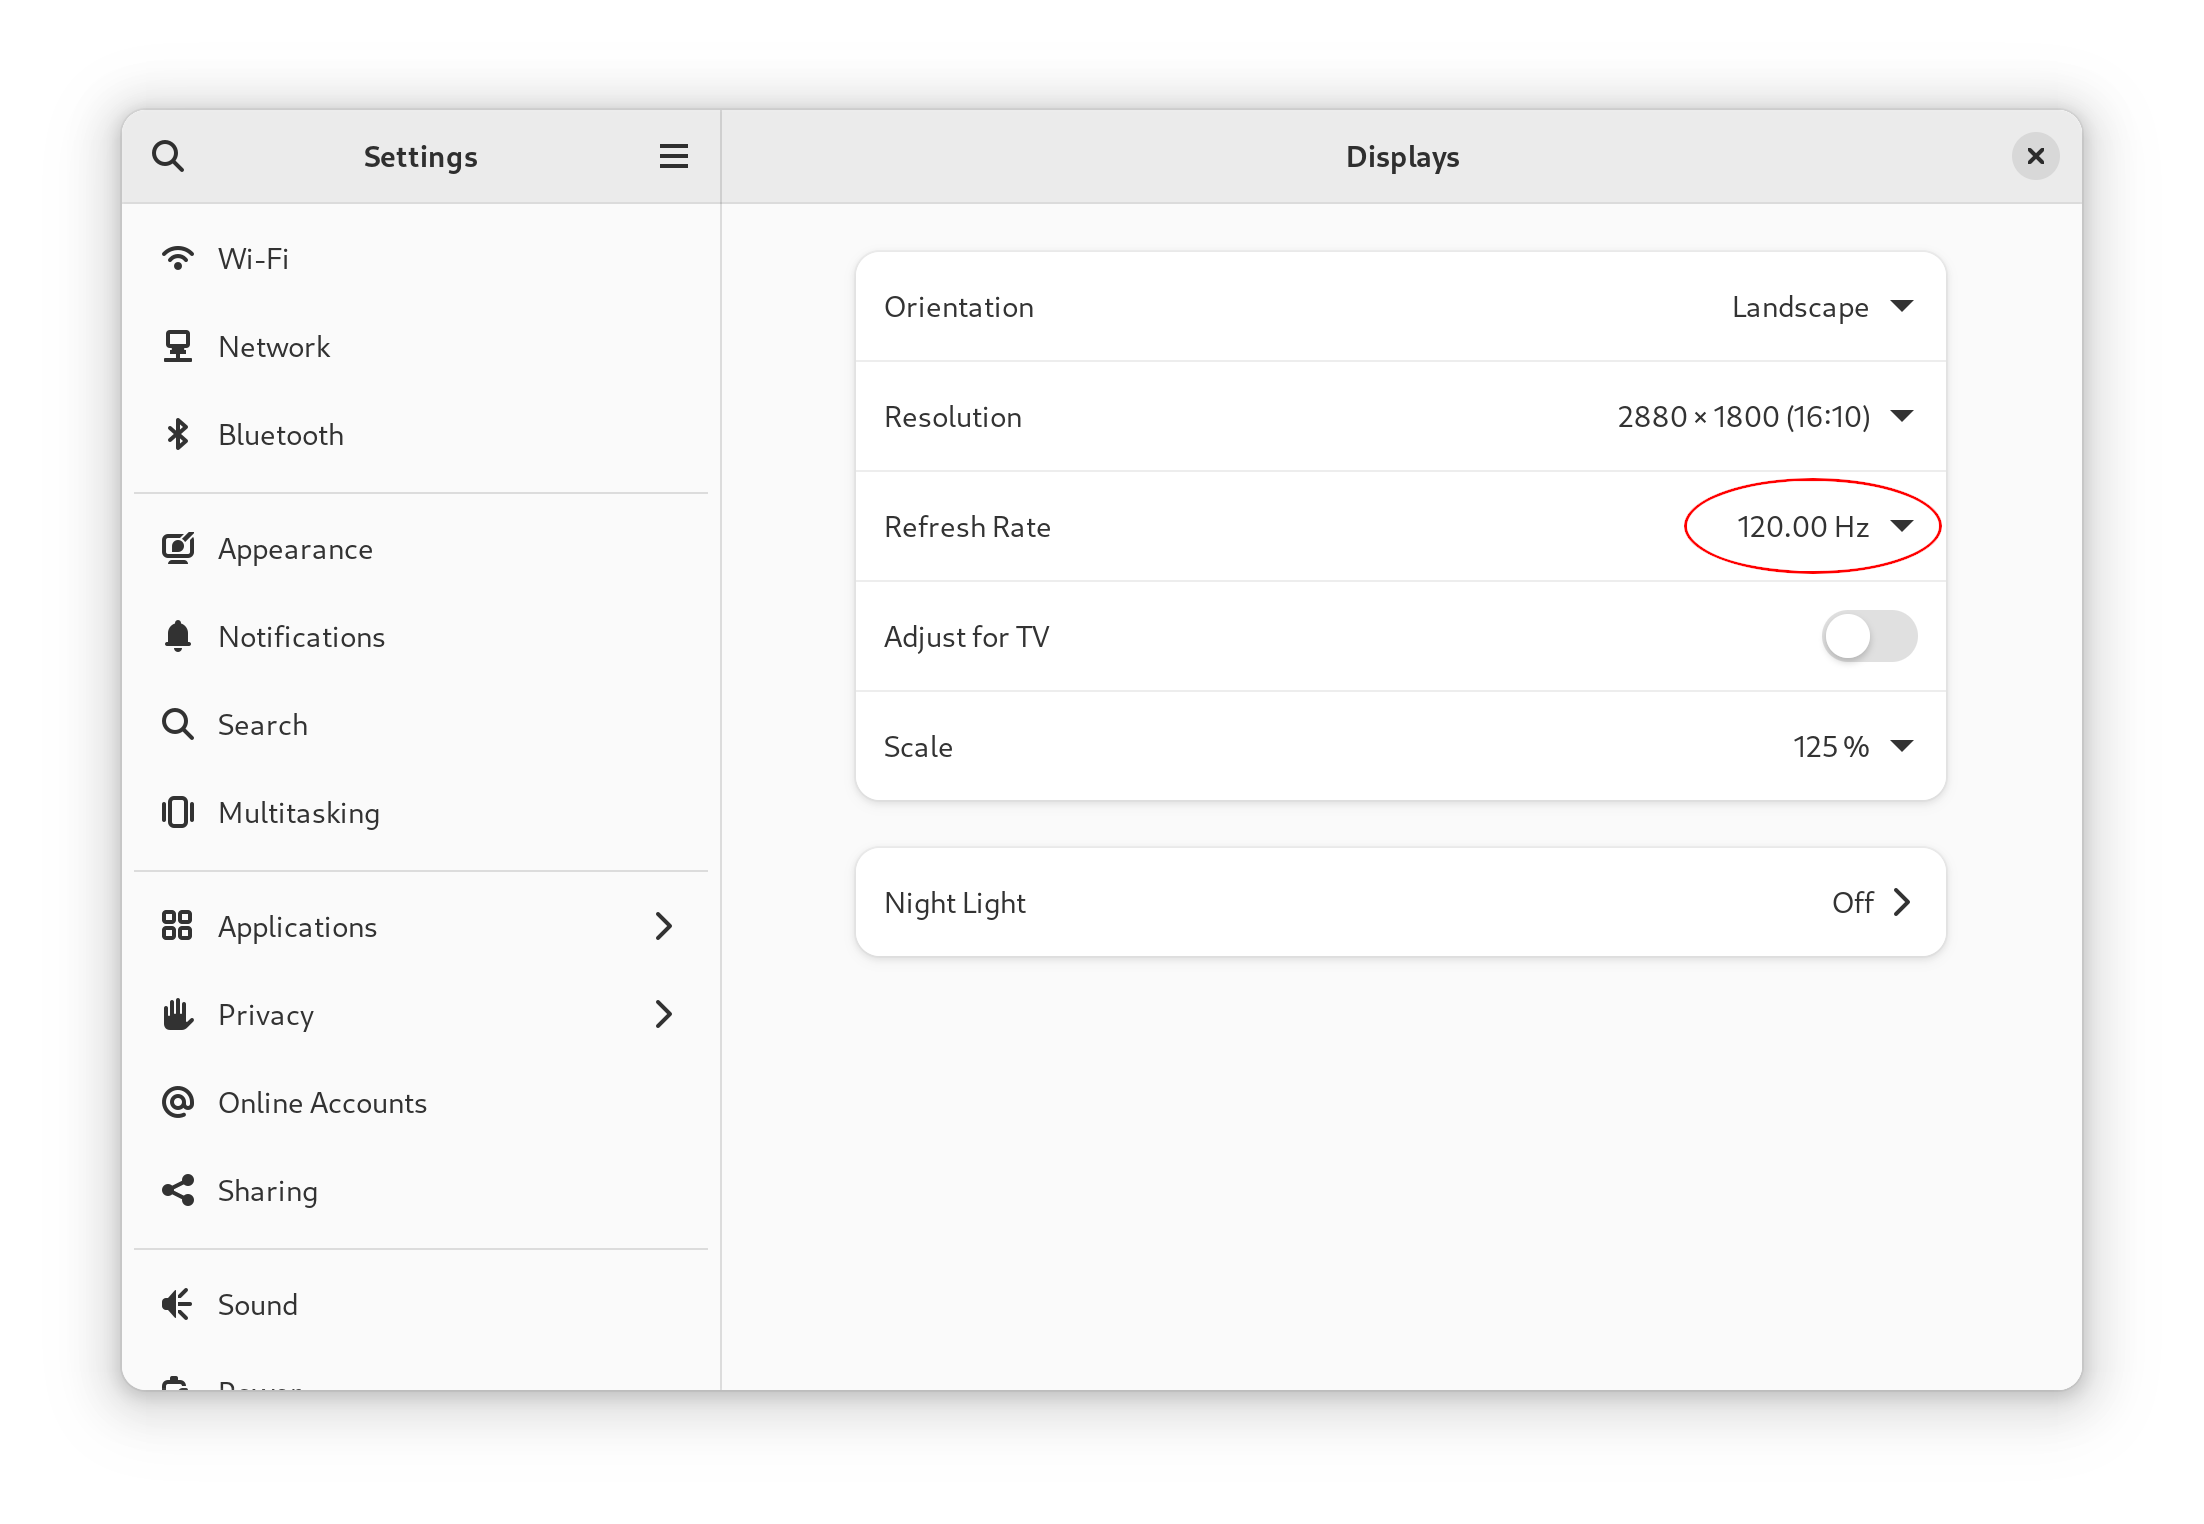 Settings
Displays
Wi-Fi
Network
Bluetooth
Appearance
Notifications
Search
Multitasking
Applications
Privacy
Online Accounts
Sharing
Sound
Orientation Landscape
Resolution 2880 × 1800 (16:10)
Refresh Rate 120.00 Hz
Adjust for TV
Scale 125 %
Night Light Off